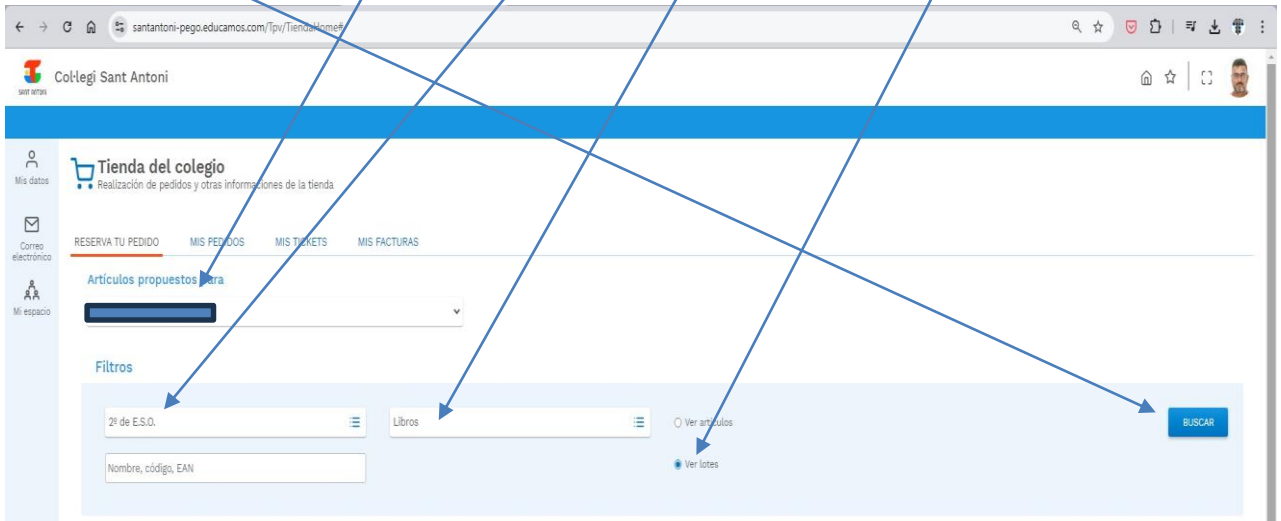 santantoni-pego.educamos.com/Tpv/TiendaHome#
Col·legi Sant Antoni
SANT ANTONI
Mis datos
Tienda del colegio
Realización de pedidos y otras informaciones de la tienda
Correo electrónico
RESERVA TU PEDIDO MIS PEDIDOS MIS TICKETS MIS FACTURAS
Artículos propuestos para
Mi espacio
Filtros
2º de E.S.O. Libros Ver artículos BUSCAR
Nombre, código, EAN Ver lotes